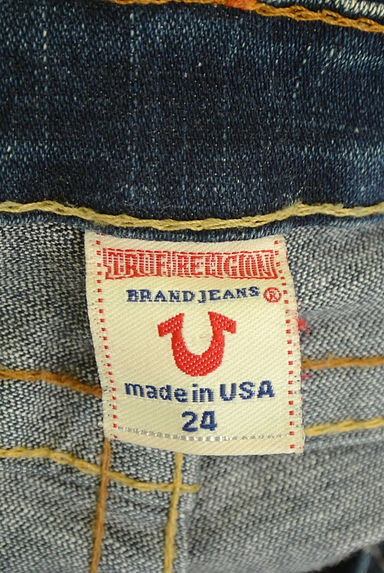 TRUE RELIGION
BRAND JEANS ®
made in USA
24